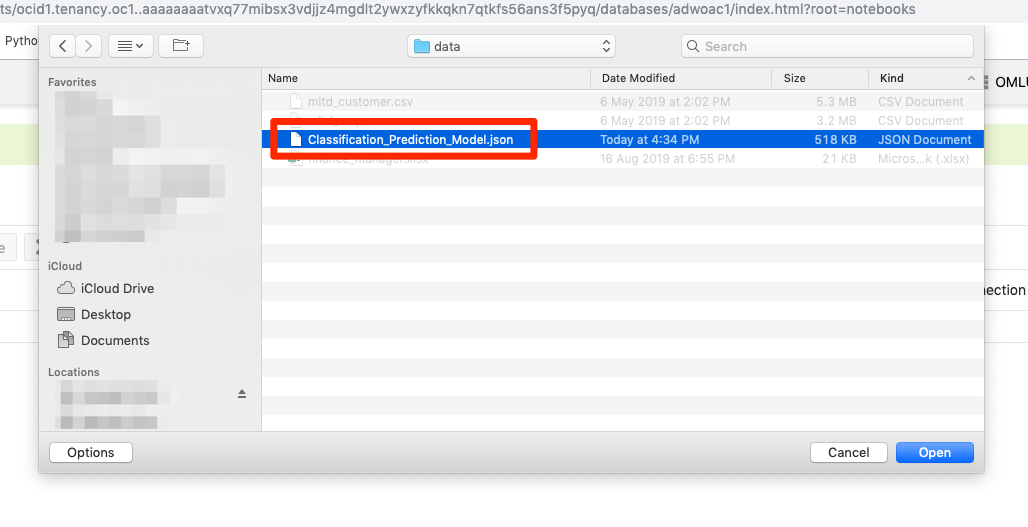 ts/ocid1.tenancy.oc1..aaaaaaaatvxq77mibsx3vdjjz4mgdlt2ywxzyfkkqkn7qtkfs56ans3f5pyq/databases/adwoac1/index.html?root=notebooks
Pytho
data
Search
OMLU
Favorites
Name Date Modified Size Kind
mltd_customer.csv 6 May 2019 at 2:02 PM 5.3 MB CSV Document
6 May 2019 at 2:02 PM 3.2 MB CSV Document
Classification_Prediction_Model.json Today at 4:34 PM 518 KB JSON Document
finance_manager.xlsx 16 Aug 2019 at 6:55 PM 21 KB Micros...k (.xlsx)
e
iCloud
iCloud Drive
nection
Desktop
Documents
Locations
Options
Cancel
Open